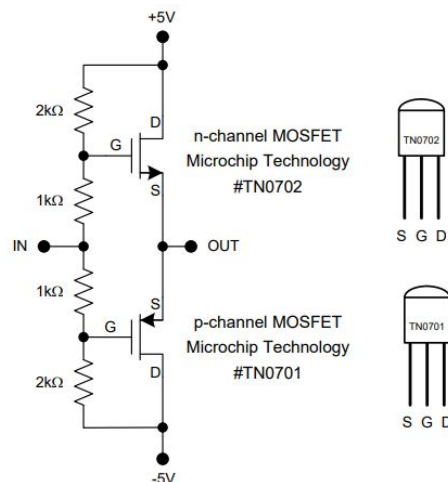 +5V
2kΩ
D
G
S
1kΩ
n-channel MOSFET
Microchip Technology
#TN0702
TN0702
S G D
IN
OUT
1kΩ
S
G
D
2kΩ
p-channel MOSFET
Microchip Technology
#TN0701
TN0701
S G D
-5V